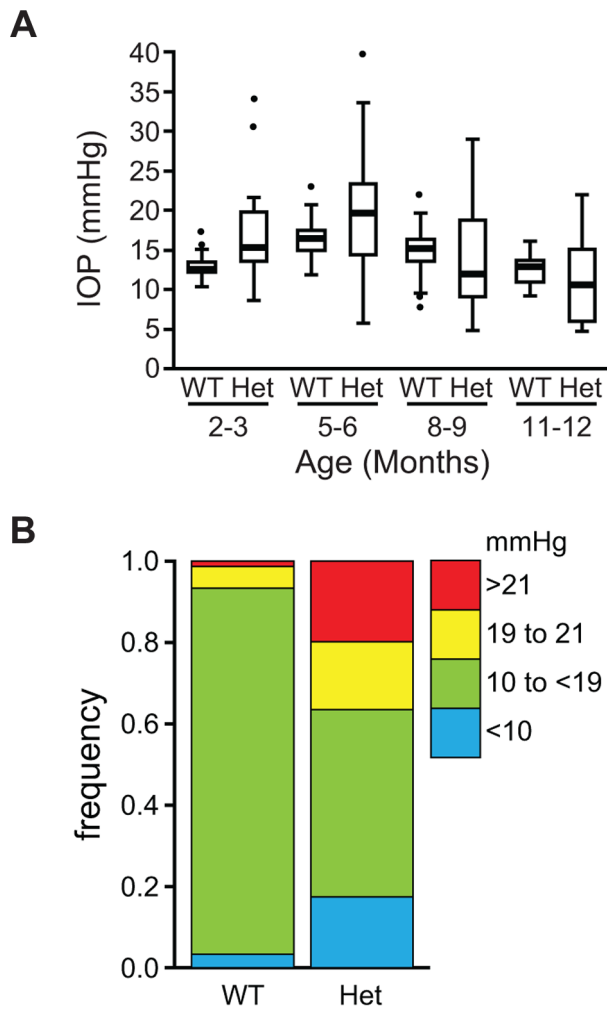 A
IOP (mmHg)
40
35
30
25
20
15
10
5
0
WT Het WT Het WT Het WT Het
2-3 5-6 8-9 11-12
Age (Months)
B
frequency
1.0
0.8
0.6
0.4
0.2
0.0
WT Het
mmHg
>21
19 to 21
10 to <19
<10